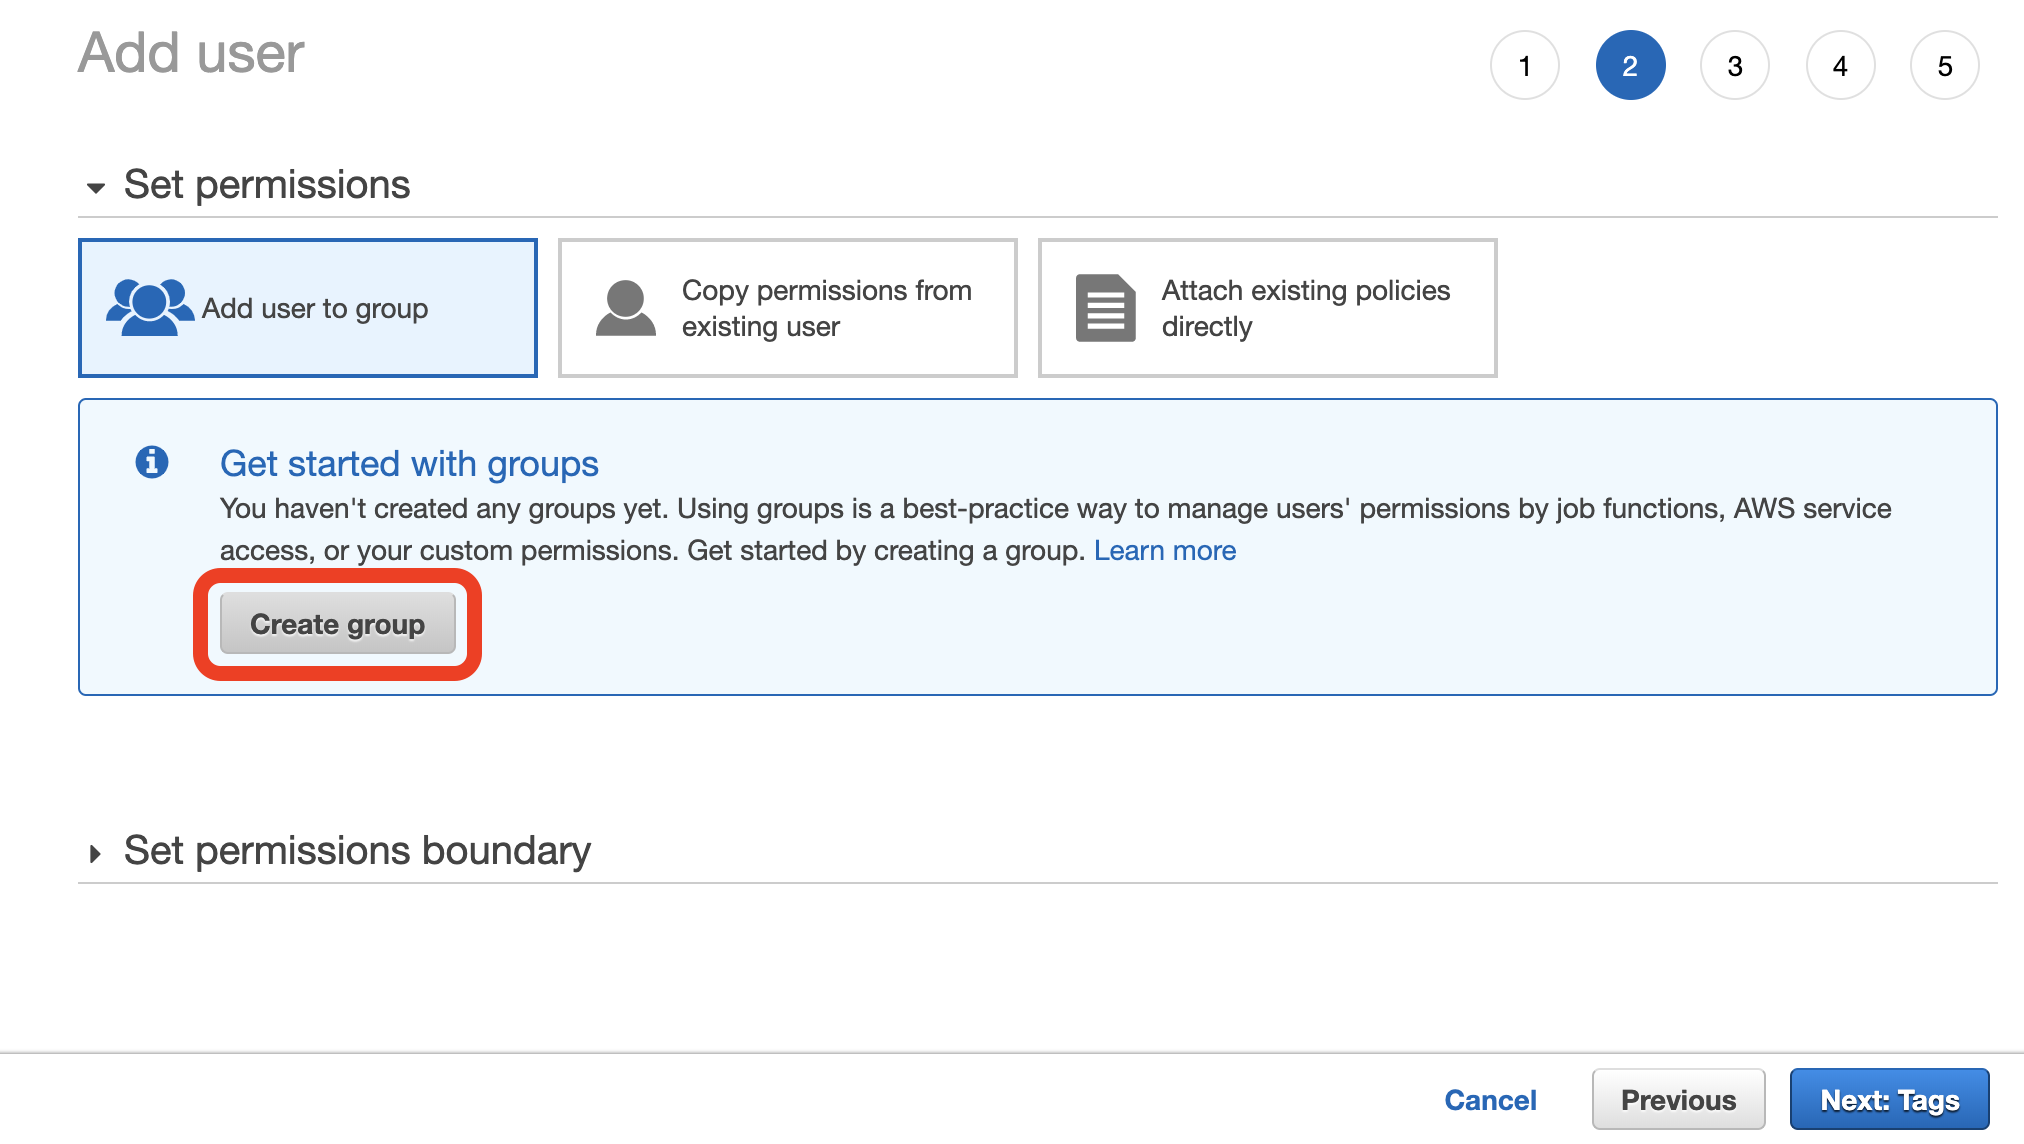 Add user
1 2 3 4 5
Set permissions
Add user to group
Copy permissions from
existing user
Attach existing policies
directly
Get started with groups
You haven't created any groups yet. Using groups is a best-practice way to manage users' permissions by job functions, AWS service
access, or your custom permissions. Get started by creating a group. Learn more
Create group
Set permissions boundary
Cancel Previous Next: Tags